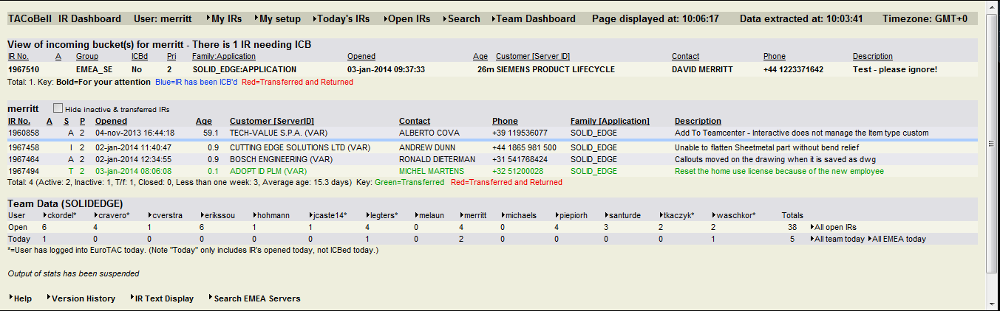 TACoBell IR Dashboard User: merritt My IRs My setup Today's IRs Open IRs Search Team Dashboard Page displayed at: 10:06:17 Data extracted at: 10:03:41 Timezone: GMT+0
View of incoming bucket(s) for merritt - There is 1 IR needing ICB
IR No. A Group ICBd Pri Family:Application Opened Age Customer [Server ID] Contact Phone Description
1967510 EMEA_SE No 2 SOLID_EDGE:APPLICATION 03-jan-2014 09:37:33 26m SIEMENS PRODUCT LIFECYCLE DAVID MERRITT +44 1223371642 Test - please ignore!
Total: 1. Key: Bold=For your attention Blue=IR has been ICB'd Red=Transferred and Returned
merritt Hide inactive & transferred IRs
IR No. A S P Opened Age Customer [ServerID] Contact Phone Family [Application] Description
1960858 A 2 04-nov-2013 16:44:18 59.1 TECH-VALUE S.P.A. (VAR) ALBERTO COVA +39 119536077 SOLID_EDGE Add To Teamcenter - Interactive does not manage the Item type custom
1967458 I 2 02-jan-2014 11:40:47 0.9 CUTTING EDGE SOLUTIONS LTD (VAR) ANDREW DUNN +44 1865 981 500 SOLID_EDGE Unable to flatten Sheetmetal part without bend relief
1967464 A 2 02-jan-2014 12:34:55 0.9 BOSCH ENGINEERING (VAR) RONALD DIETERMAN +31 541768424 SOLID_EDGE Callouts moved on the drawing when it is saved as dwg
1967494 T 2 03-jan-2014 08:06:08 0.1 ADOPT ID PLM (VAR) MICHEL MARTENS +32 51200028 SOLID_EDGE Reset the home use license because of the new employee
Total: 4 (Active: 2, Inactive: 1, T/f: 1, Closed: 0, Less than one week: 3, Average age: 15.3 days) Key: Green=Transferred Red=Transferred and Returned
Team Data (SOLIDEDGE)
User ckordel* cravero* cverstra erikssou hohmann jcaste14* legters* melaun merritt michaels piepiorh santurde tkaczyk* waschkor* Totals
Open 6 4 1 6 1 1 4 0 4 0 4 3 2 2 38 All open IRs
Today 1 0 0 0 0 0 1 0 2 0 0 0 0 1 5 All team today All EMEA today
*=User has logged into EuroTAC today. (Note "Today" only includes IR's opened today, not ICBed today.)
Output of stats has been suspended
Help Version History IR Text Display Search EMEA Servers